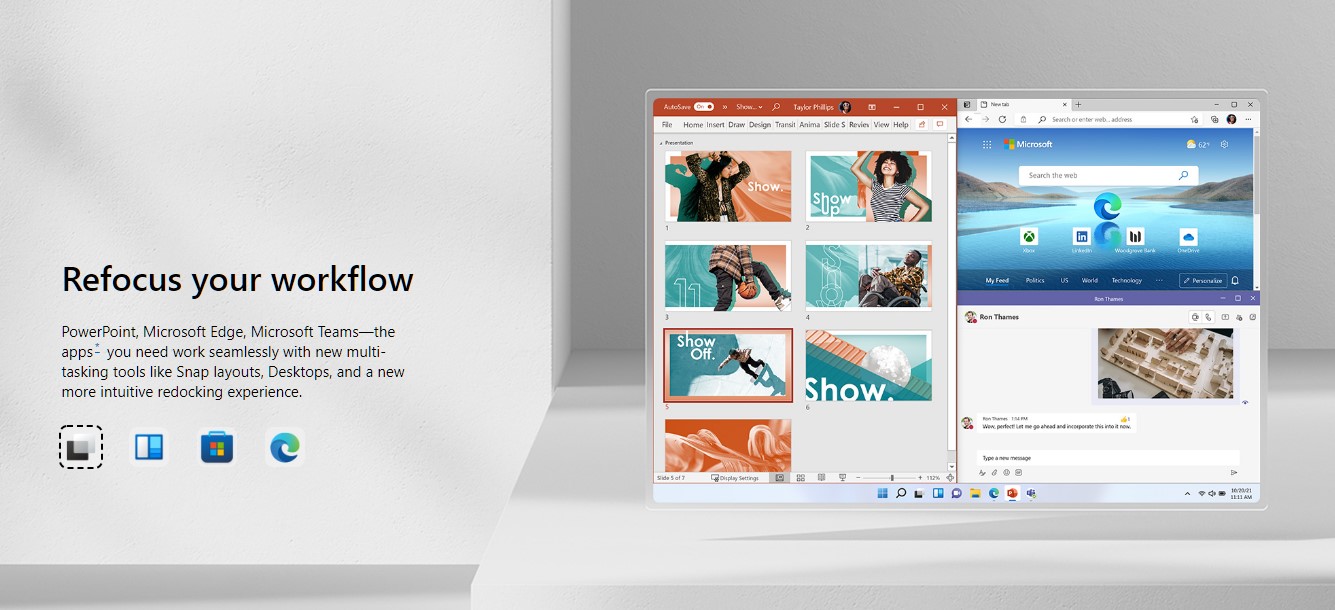 Refocus your workflow
PowerPoint, Microsoft Edge, Microsoft Teams—the
apps* you need work seamlessly with new multi-
tasking tools like Snap layouts, Desktops, and a new
more intuitive redocking experience.
AutoSave On » Show... Taylor Phillips
File Home Insert Draw Design Transit Anima Slide S Review View Help
Presentation
Show.
1
Show
Up
2
11
3
4
Show
Off.
5
Show.
6
Slide 5 of 7 Display Settings 112%
New tab
Search or enter web... address
Microsoft
62°
Search the web
Xbox LinkedIn Woodgrove Bank OneDrive
My Feed Politics US World Technology ... Personalize
Ron Thames
Ron Thames
Ron Thames 1:54 PM 1
Wow, perfect! Let me go ahead and incorporate this into it now.
Type a new message
10/20/21
11:11 AM